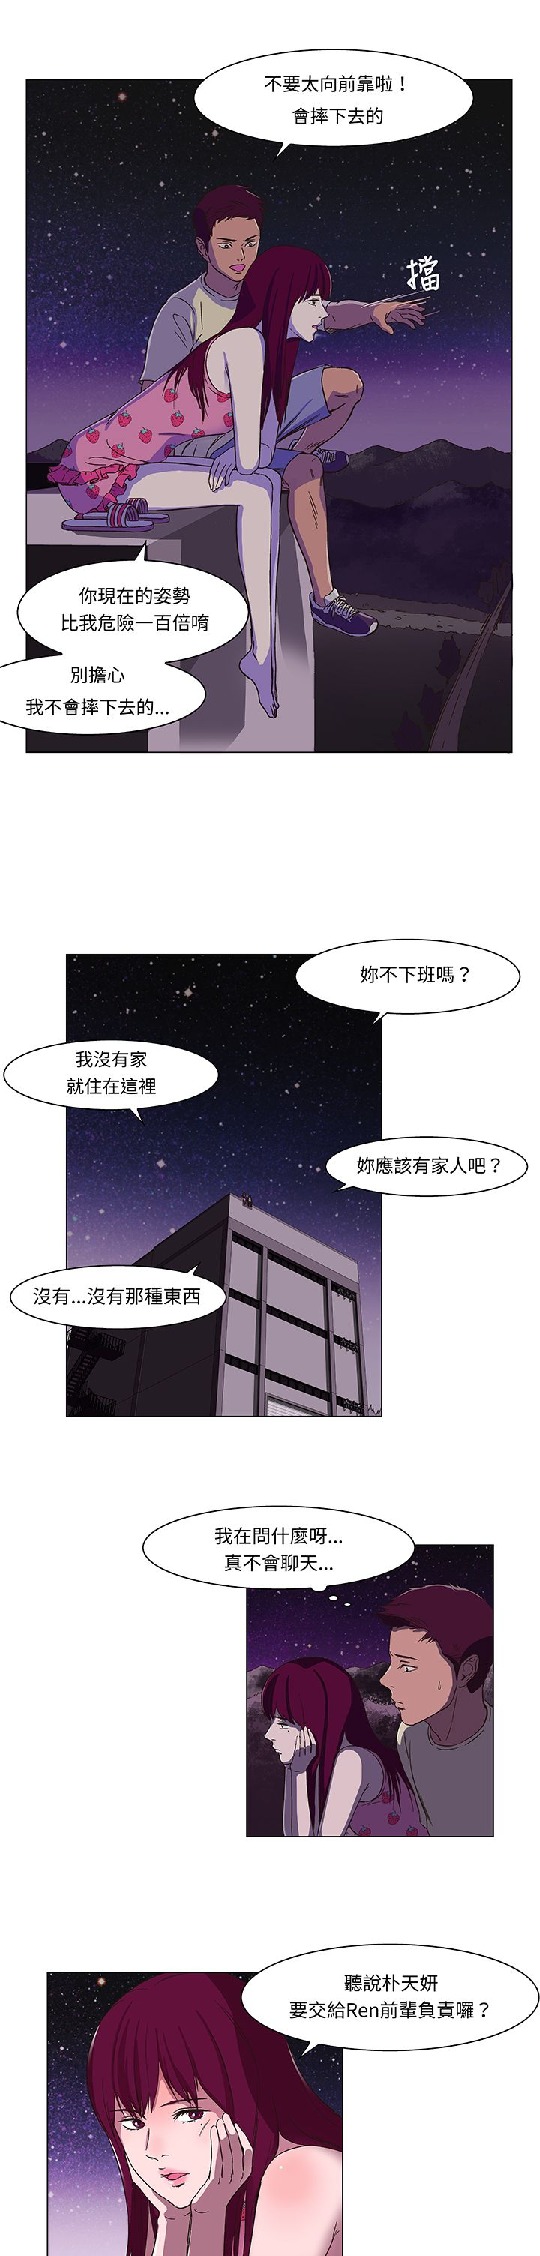 不要太向前靠啦！
會摔下去的
擋
你現在的姿勢
比我危險一百倍唷
別擔心
我不會摔下去的...
妳不下班嗎？
我沒有家
就住在這裡
妳應該有家人吧？
沒有...沒有那種東西
我在問什麼呀...
真不會聊天...
聽說朴天妍
要交給Ren前輩負責囉？